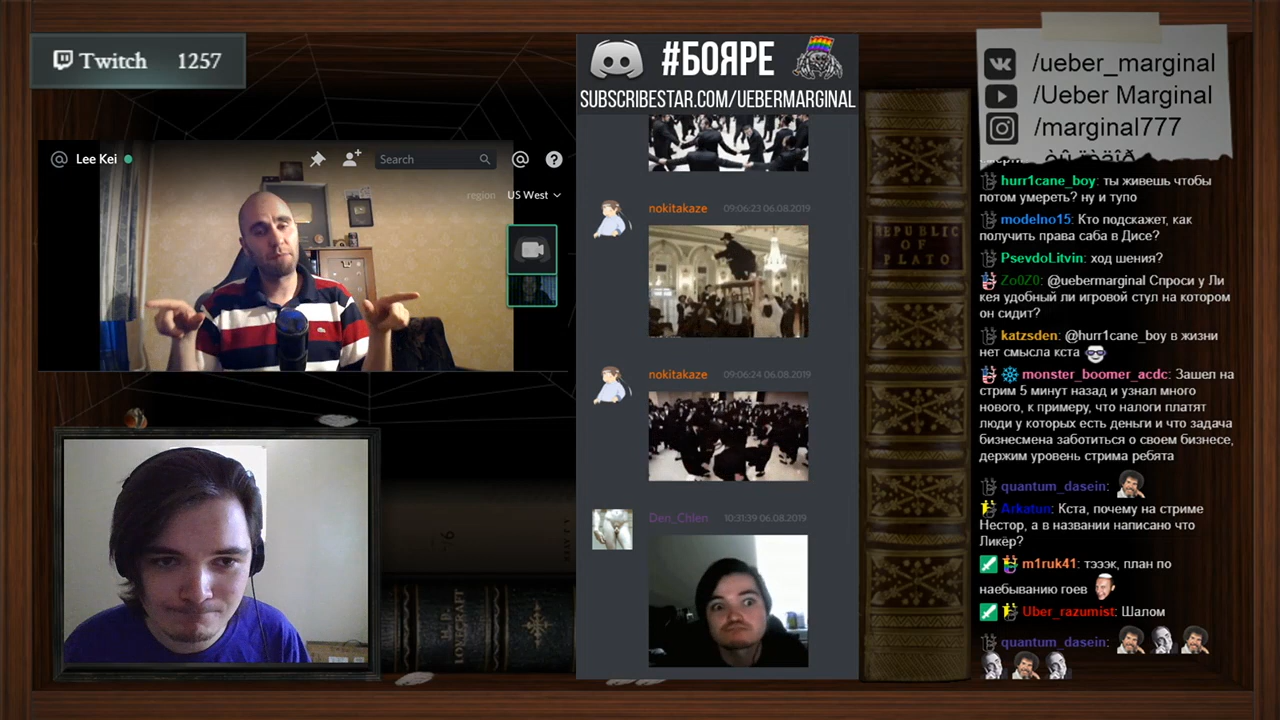 Twitch 1257
@ Lee Kei
Search
@ ?
region US West
#БОЯРЕ
SUBSCRIBESTAR.COM/UEBERMARGINAL
nokitakaze 09:06:23 06.08.2019
nokitakaze 09:06:24 06.08.2019
Den_Chlen 10:31:39 06.08.2019
REPUBLIC
OF
PLATO
H.P.
LOVECRAFT
/ueber_marginal
/Ueber Marginal
/marginal777
hurr1cane_boy: ты живешь чтобы
потом умереть? ну и тупо
modelno15: Кто подскажет, как
получить права саба в Дисе?
PsevdoLitvin: ход шения?
Zo0Z0: @uebermarginal Спроси у Ли
кея удобный ли игровой стул на котором
он сидит?
katzsden: @hurr1cane_boy в жизни
нет смысла кста
monster_boomer_acdc: Зашел на
стрим 5 минут назад и узнал много
нового, к примеру, что налоги платят
люди у которых есть деньги и что задача
бизнесмена заботиться о своем бизнесе,
держим уровень стрима ребята
quantum_dasein:
Arkatun: Кста, почему на стриме
Нестор, а в названии написано что
Ликёр?
m1ruk41: тэээк, план по
наебыванию гоев
Uber_razumist: Шалом
quantum_dasein: